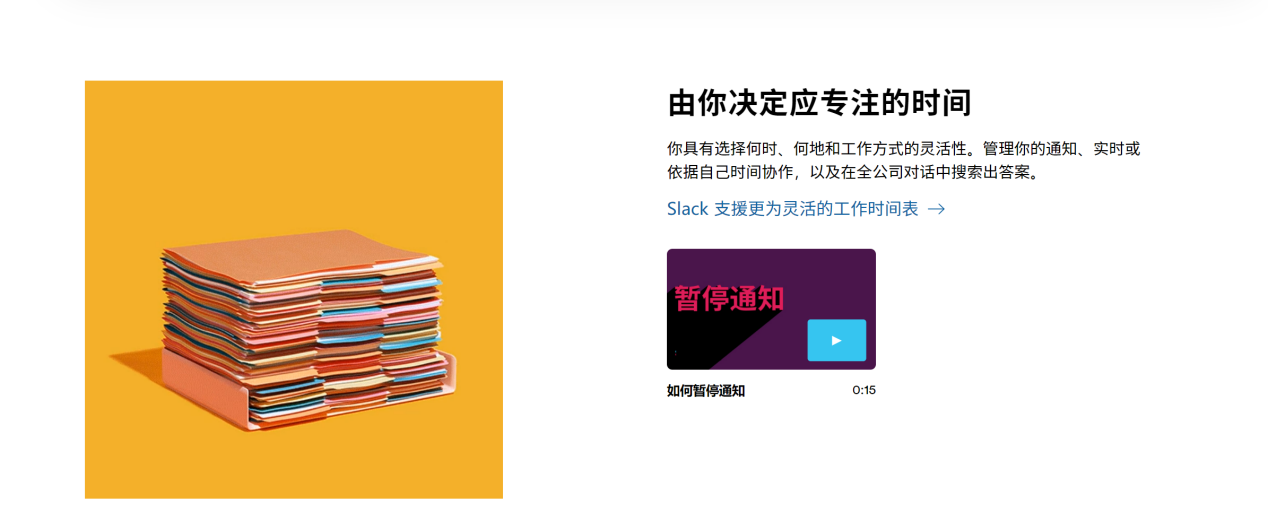 由你决定应专注的时间
你具有选择何时、何地和工作方式的灵活性。管理你的通知、实时或
依据自己时间协作，以及在全公司对话中搜索出答案。
Slack 支援更为灵活的工作时间表
暂停通知
如何暂停通知 0:15